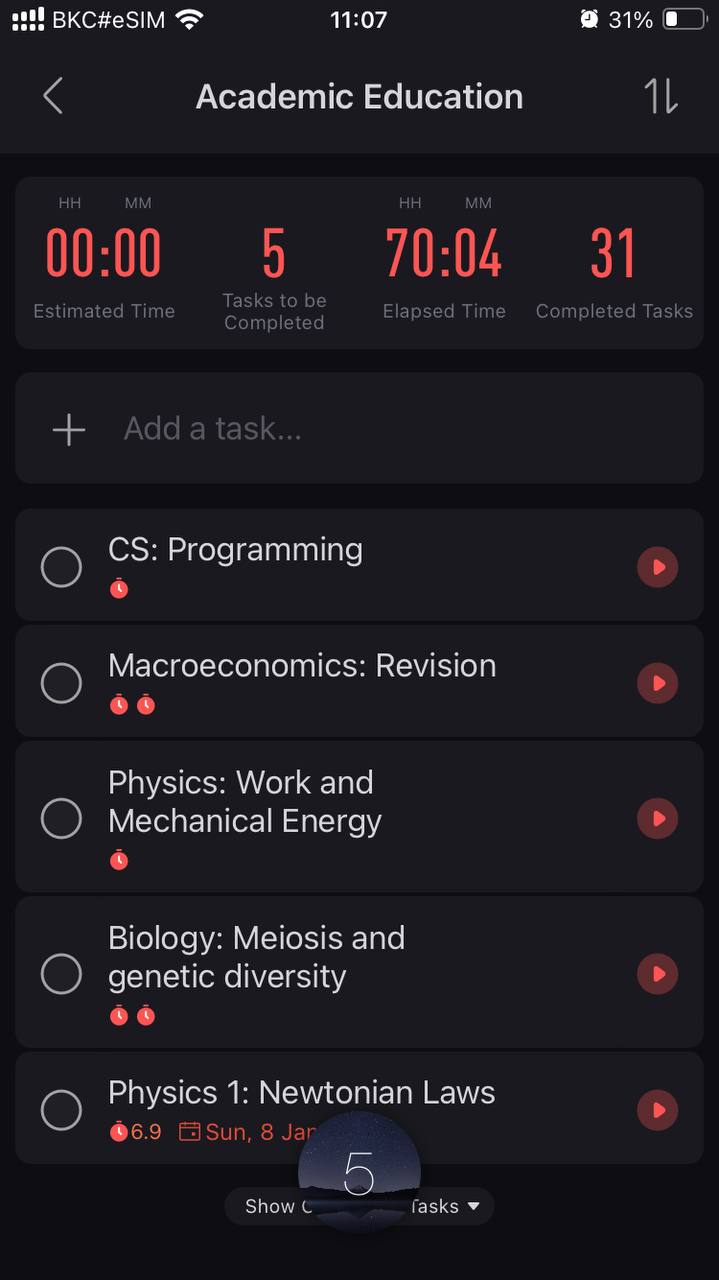 BKC#eSIM 11:07 31%
Academic Education
HH MM HH MM
00:00 5 70:04 31
Estimated Time Tasks to be Completed Elapsed Time Completed Tasks
Add a task...
CS: Programming
Macroeconomics: Revision
Physics: Work and
Mechanical Energy
Biology: Meiosis and
genetic diversity
Physics 1: Newtonian Laws
6.9 Sun, 8 Jan
5
Show Tasks